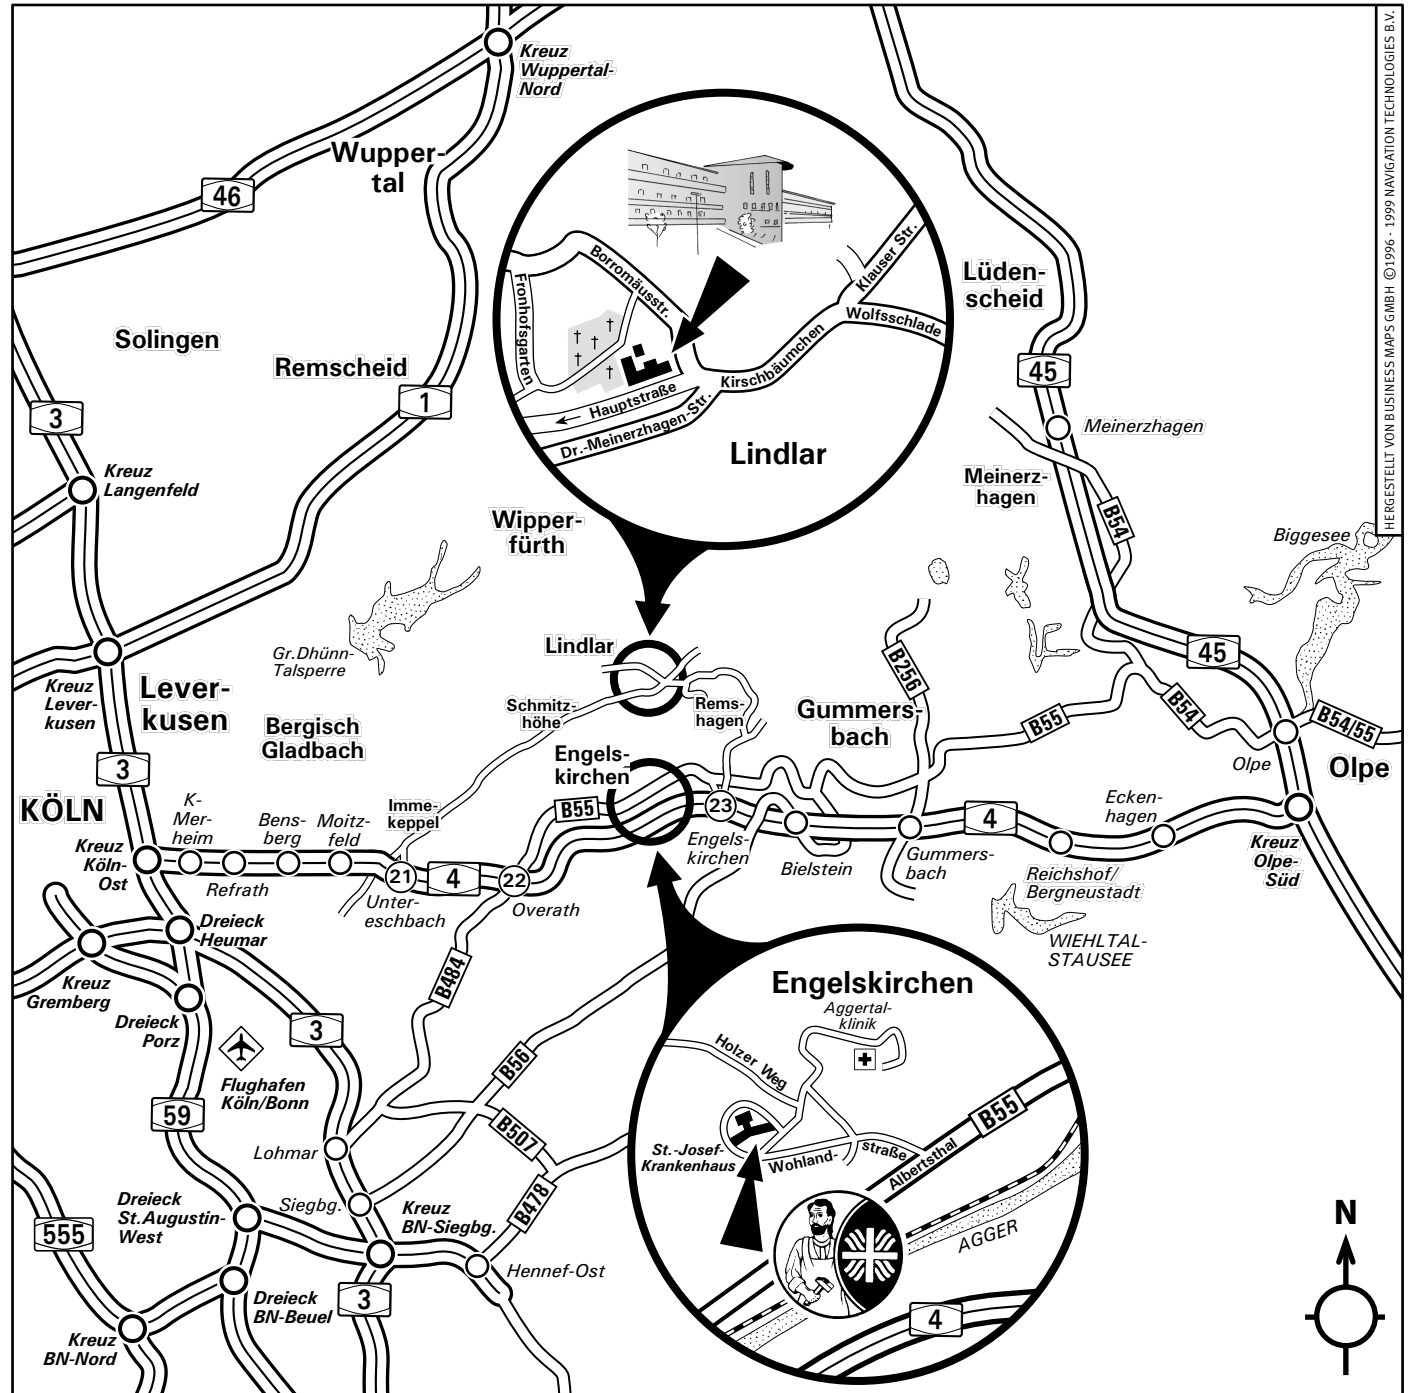 Kreuz
Wuppertal-
Nord
HERGESTELLT VON BUSINESS MAPS GMBH ©1996 - 1999 NAVIGATION TECHNOLOGIES B.V.
Wupper-
tal
46
Solingen
Remscheid
1
3
Kreuz
Langenfeld
Borromäusstr.
Fronhofsgarten
Klauser Str.
Wolfsschlade
Kirschbäumchen
Hauptstraße
Dr.-Meinerzhagen-Str.
Lindlar
Lüden-
scheid
45
Meinerzhagen
Meinerz-
hagen
B54
Biggesee
Wipper-
fürth
Gr.Dhünn-
Talsperre
Lindlar
Kreuz
Lever-
kusen
Lever-
kusen
Bergisch
Gladbach
Schmitz-
höhe
Rems-
hagen
B256
45
Gummers-
bach
B55
B54
B54/55
Olpe
Olpe
3
Engels-
kirchen
KÖLN
K-
Mer-
heim
Bens-
berg
Moitz-
feld
Imme-
keppel
B55
23
4
Ecken-
hagen
Kreuz
Köln-
Ost
Refrath
21
4
22
Unter-
eschbach
Overath
Engels-
kirchen
Bielstein
Gummers-
bach
Reichshof/
Bergneustadt
Kreuz
Olpe-
Süd
WIEHLTAL-
STAUSEE
Dreieck
Heumar
Kreuz
Gremberg
Dreieck
Porz
B484
3
Flughafen
Köln/Bonn
B56
59
B507
Lohmar
B478
Siegbg.
Kreuz
BN-Siegbg.
Dreieck
St.Augustin-
West
555
Hennef-Ost
Dreieck
BN-Beuel
3
Kreuz
BN-Nord
Engelskirchen
Aggertal-
klinik
Holzer Weg
B55
St.-Josef-
Krankenhaus
Wohland-
straße
Albertsthal
AGGER
4
N